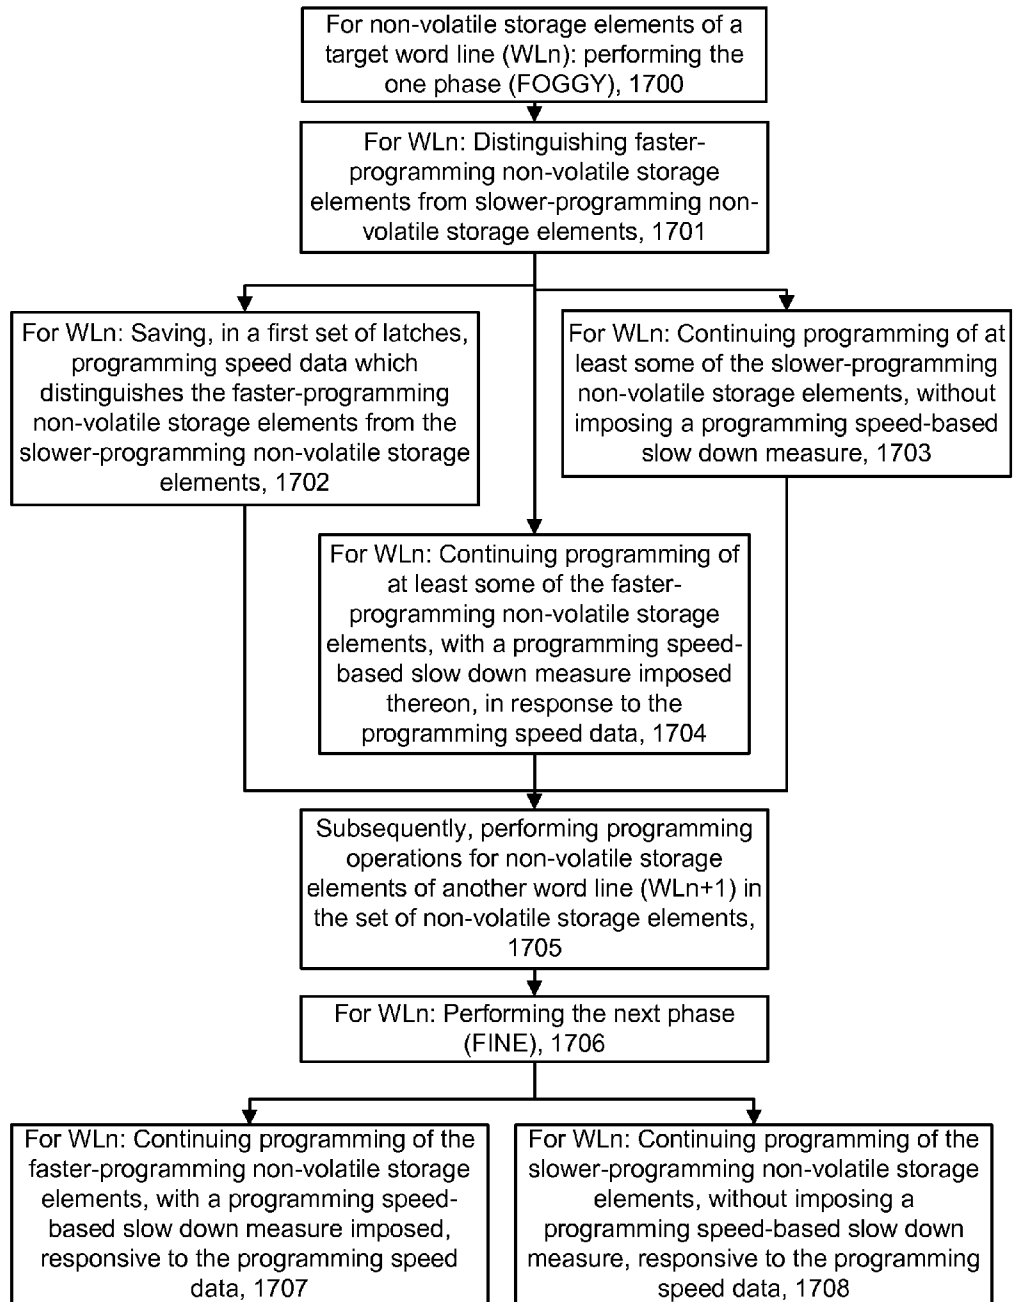 For non-volatile storage elements of a
target word line (WLn): performing the
one phase (FOGGY), 1700
For WLn: Distinguishing faster-
programming non-volatile storage
elements from slower-programming non-
volatile storage elements, 1701
For WLn: Saving, in a first set of latches,
programming speed data which
distinguishes the faster-programming
non-volatile storage elements from the
slower-programming non-volatile storage
elements, 1702
For WLn: Continuing programming of at
least some of the slower-programming
non-volatile storage elements, without
imposing a programming speed-based
slow down measure, 1703
For WLn: Continuing programming of
at least some of the faster-
programming non-volatile storage
elements, with a programming speed-
based slow down measure imposed
thereon, in response to the
programming speed data, 1704
Subsequently, performing programming
operations for non-volatile storage
elements of another word line (WLn+1) in
the set of non-volatile storage elements,
1705
For WLn: Performing the next phase
(FINE), 1706
For WLn: Continuing programming of the
faster-programming non-volatile storage
elements, with a programming speed-
based slow down measure imposed,
responsive to the programming speed
data, 1707
For WLn: Continuing programming of the
slower-programming non-volatile storage
elements, without imposing a
programming speed-based slow down
measure, responsive to the programming
speed data, 1708